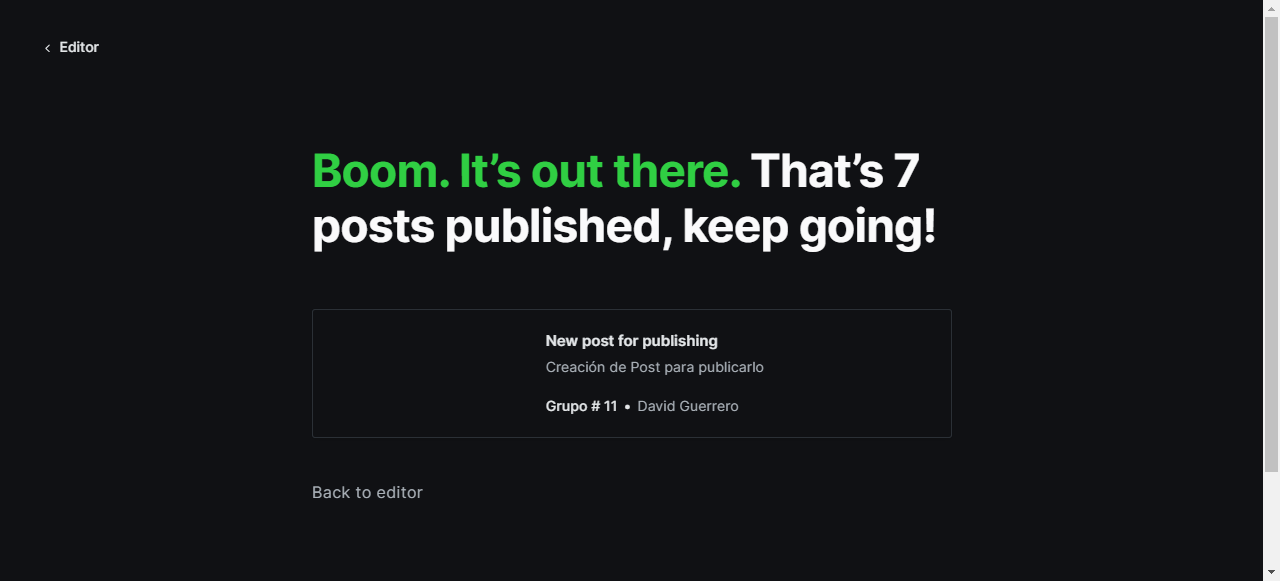 Editor
Boom. It’s out there. That’s 7
posts published, keep going!
New post for publishing
Creación de Post para publicarlo
Grupo # 11 • David Guerrero
Back to editor